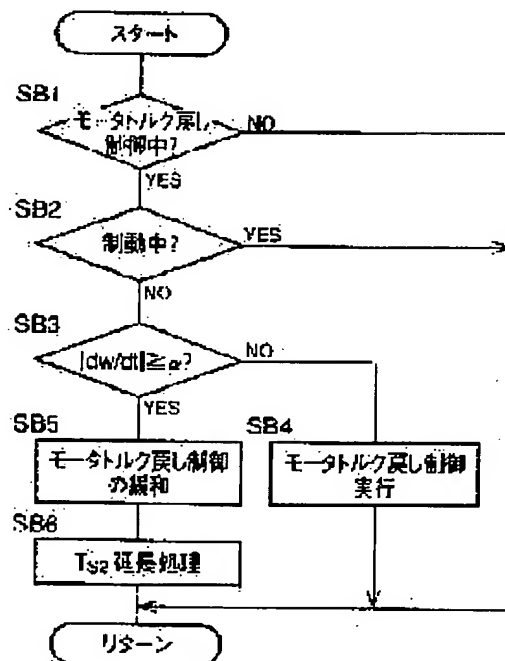 スタート
SB1
モータトルク戻し
制御中?
NO
YES
SB2
制動中?
YES
NO
SB3
|dw/dt|≧α?
NO
YES
SB5
SB4
モータトルク戻し制御
の緩和
モータトルク戻し制御
実行
SB6
TS2 延長処理
リターン